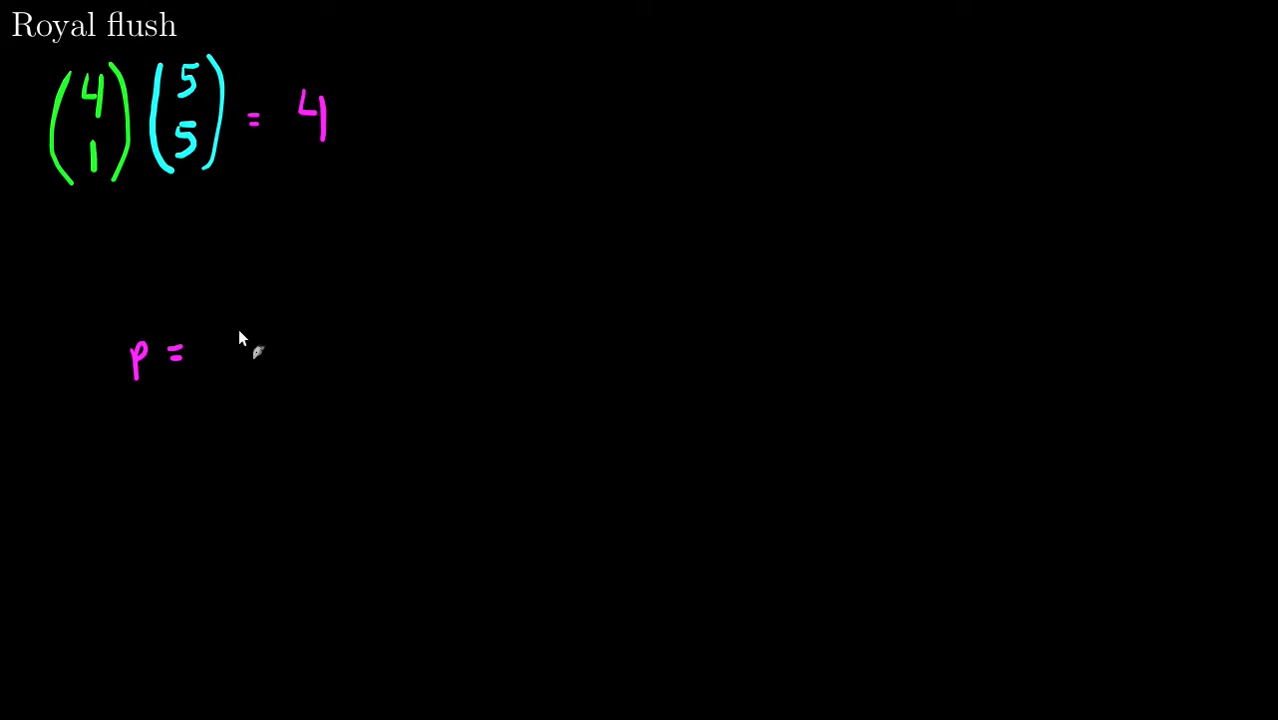 Royal flush
(4 1) (5 5) = 4
p =